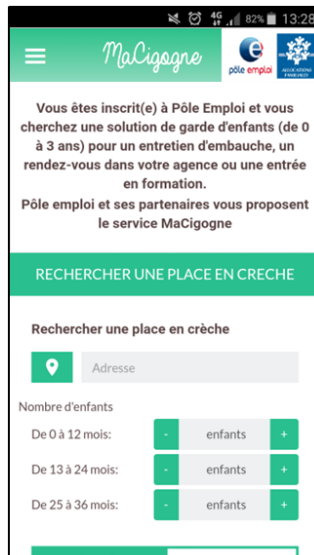 4G 82% 13:28
MaCigogne
pôle emploi
ALLOCATIONS
FAMILIALES
Vous êtes inscrit(e) à Pôle Emploi et vous
cherchez une solution de garde d'enfants (de 0
à 3 ans) pour un entretien d'embauche, un
rendez-vous dans votre agence ou une entrée
en formation.
Pôle emploi et ses partenaires vous proposent
le service MaCigogne
RECHERCHER UNE PLACE EN CRECHE
Rechercher une place en crèche
Adresse
Nombre d'enfants
De 0 à 12 mois: - enfants +
De 13 à 24 mois: - enfants +
De 25 à 36 mois: - enfants +